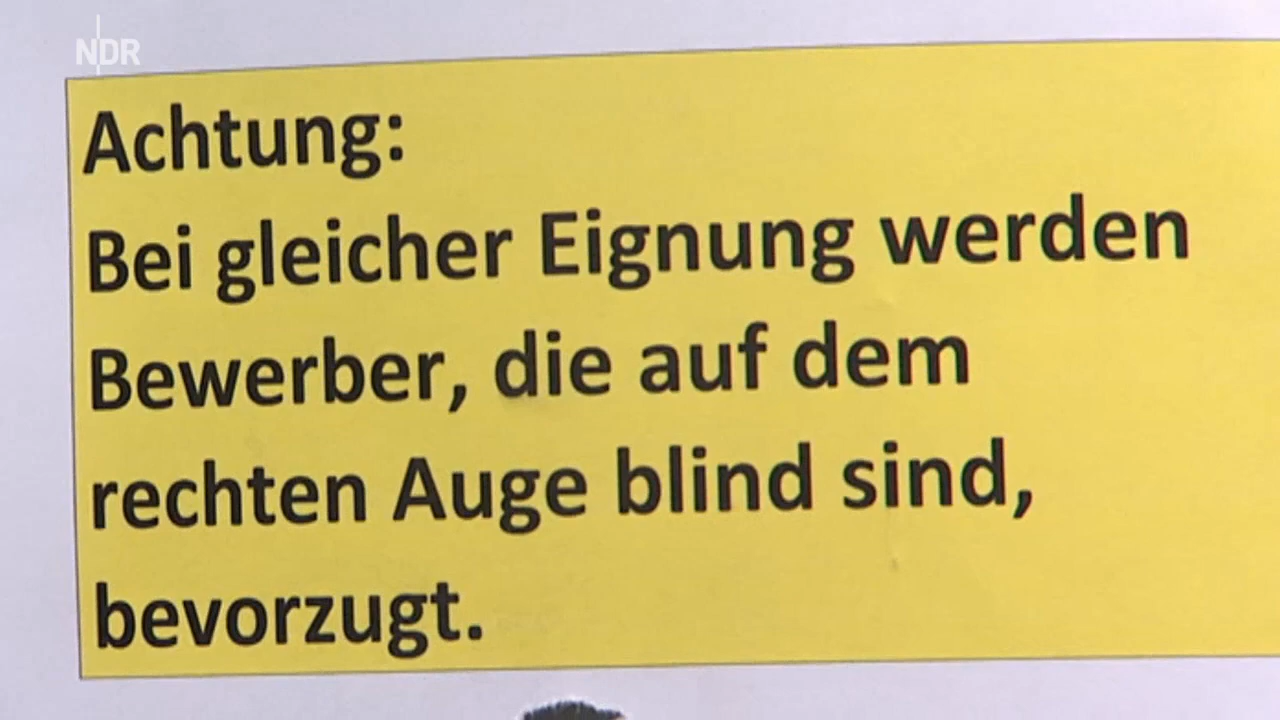 NDR
Achtung:
Bei gleicher Eignung werden
Bewerber, die auf dem
rechten Auge blind sind,
bevorzugt.